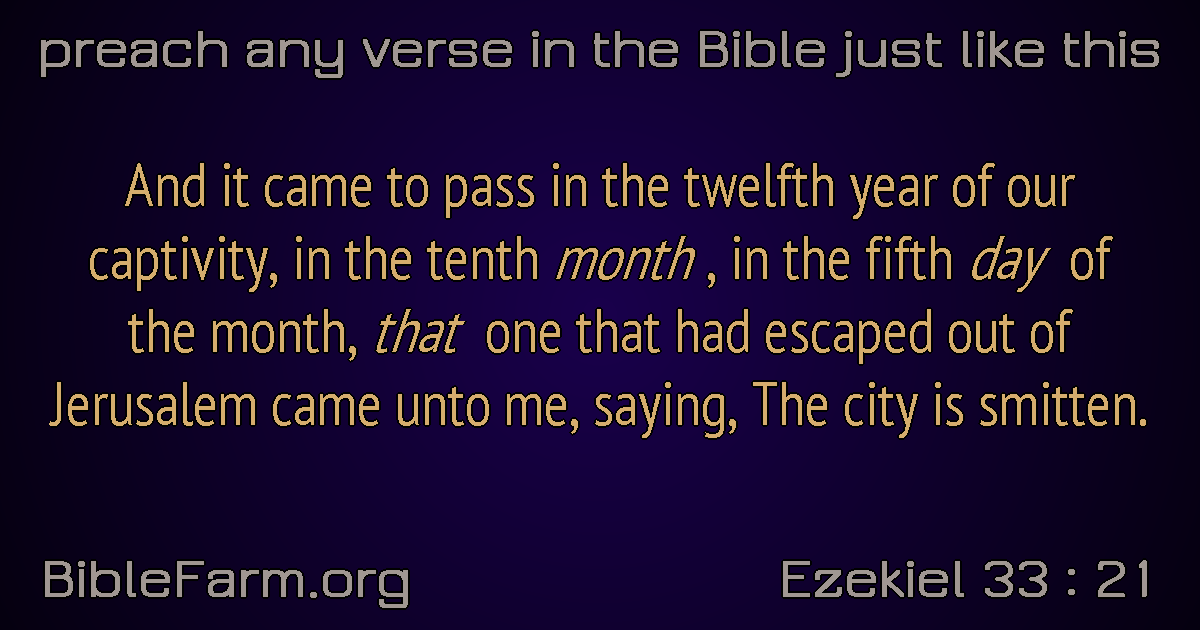 preach any verse in the Bible just like this
And it came to pass in the twelfth year of our
captivity, in the tenth month , in the fifth day of
the month, that one that had escaped out of
Jerusalem came unto me, saying, The city is smitten.
BibleFarm.org
Ezekiel 33 : 21